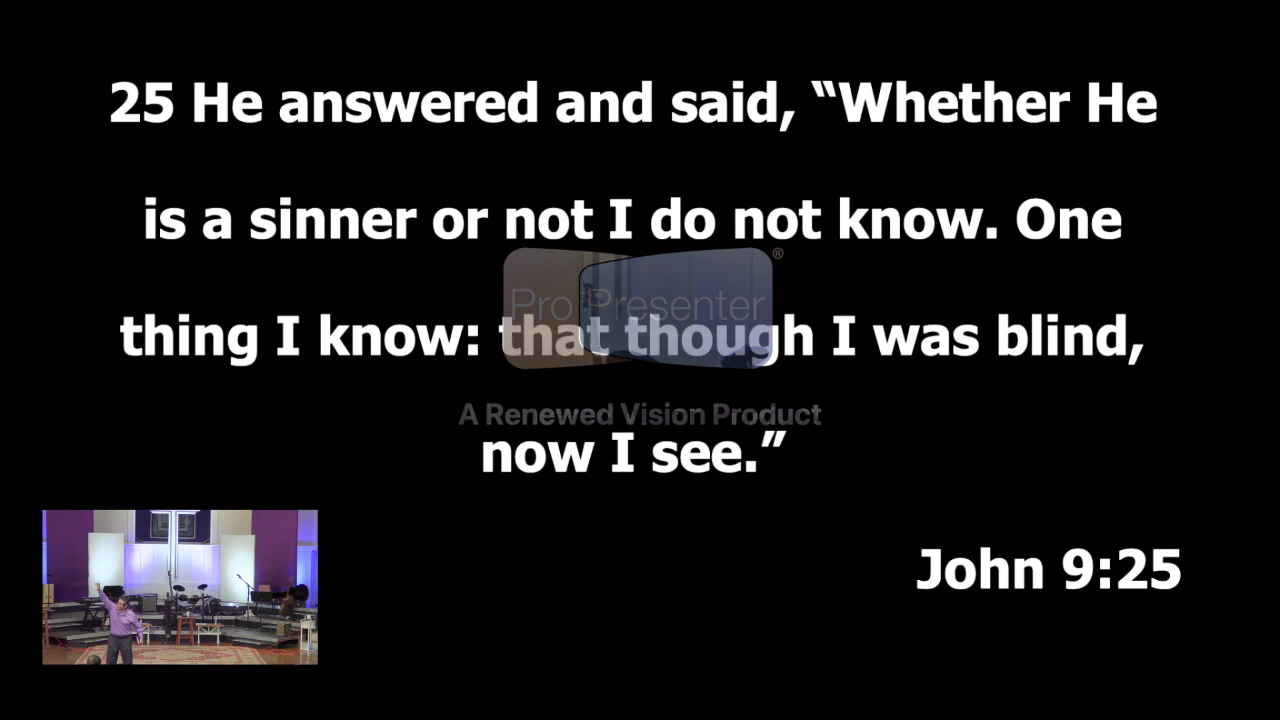 25 He answered and said, “Whether He
is a sinner or not I do not know. One
ProPresenter®
thing I know: that though I was blind,
A Renewed Vision Product
now I see.”
John 9:25